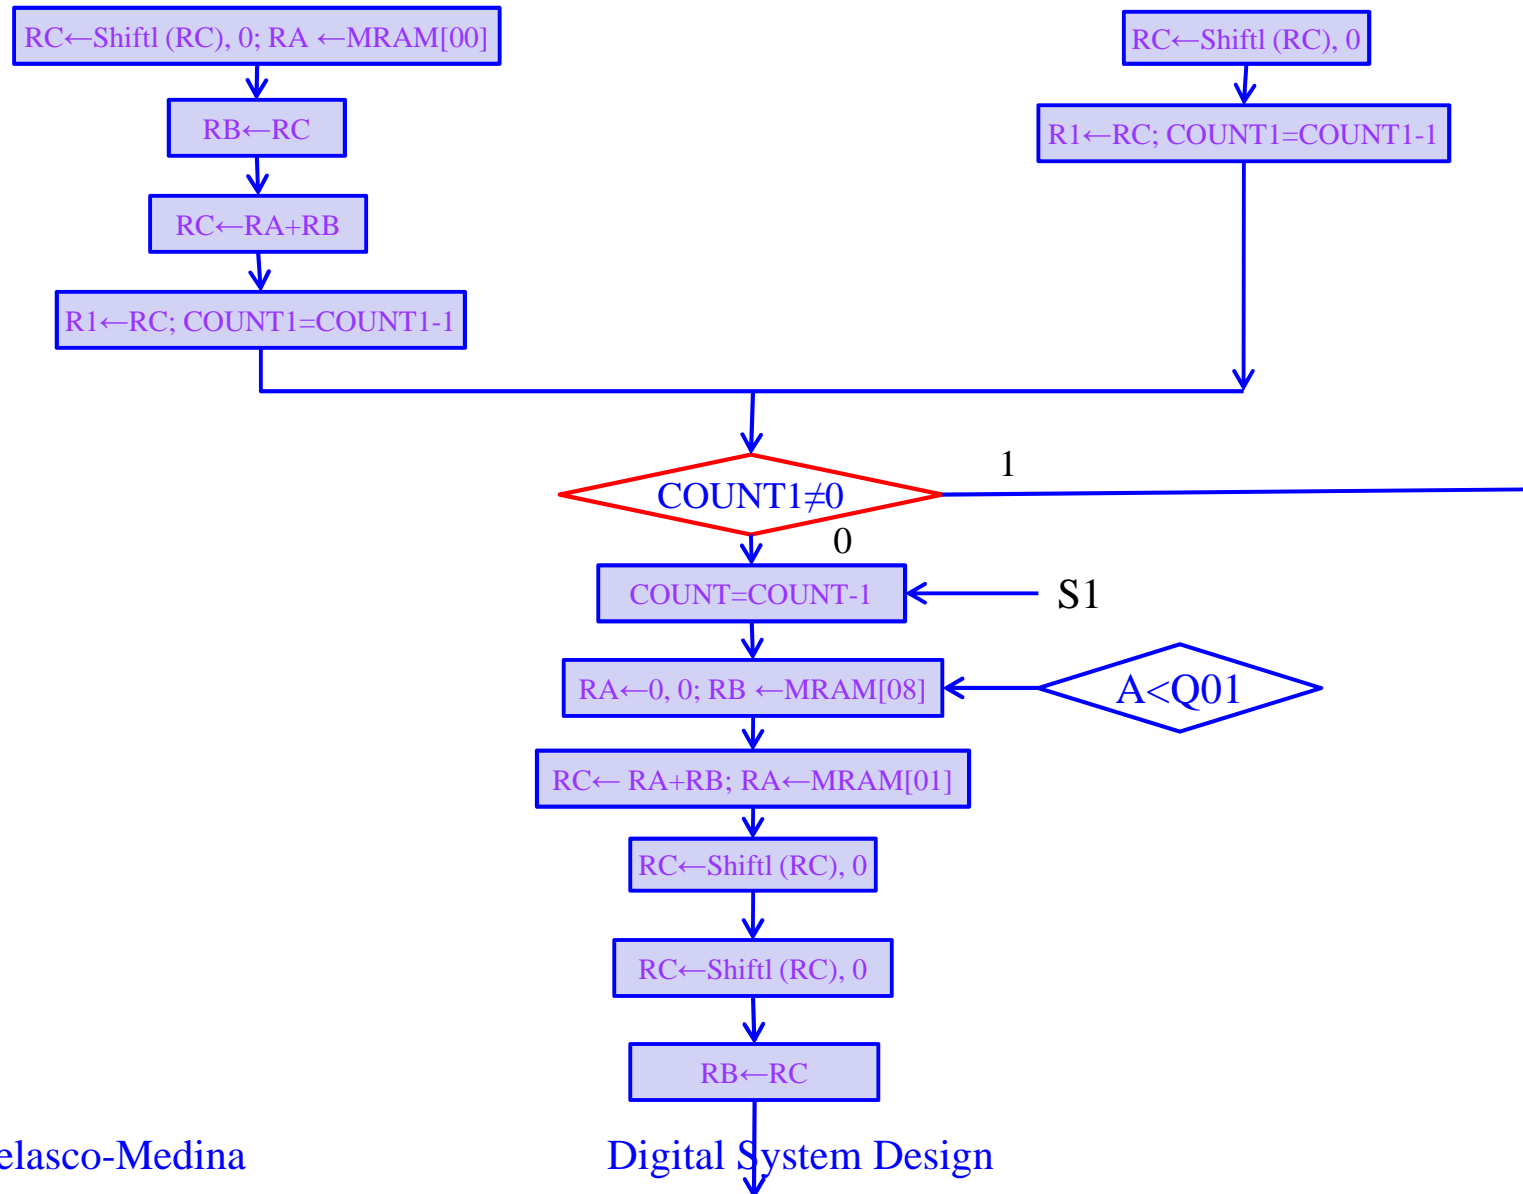 RC←Shiftl (RC), 0; RA ←MRAM[00]
RC←Shiftl (RC), 0
RB←RC
R1←RC; COUNT1=COUNT1-1
RC←RA+RB
R1←RC; COUNT1=COUNT1-1
1
COUNT1≠0
0
COUNT=COUNT-1
S1
RA←0, 0; RB ←MRAM[08]
A<Q01
RC← RA+RB; RA←MRAM[01]
RC←Shiftl (RC), 0
RC←Shiftl (RC), 0
RB←RC
elasco-Medina
Digital System Design